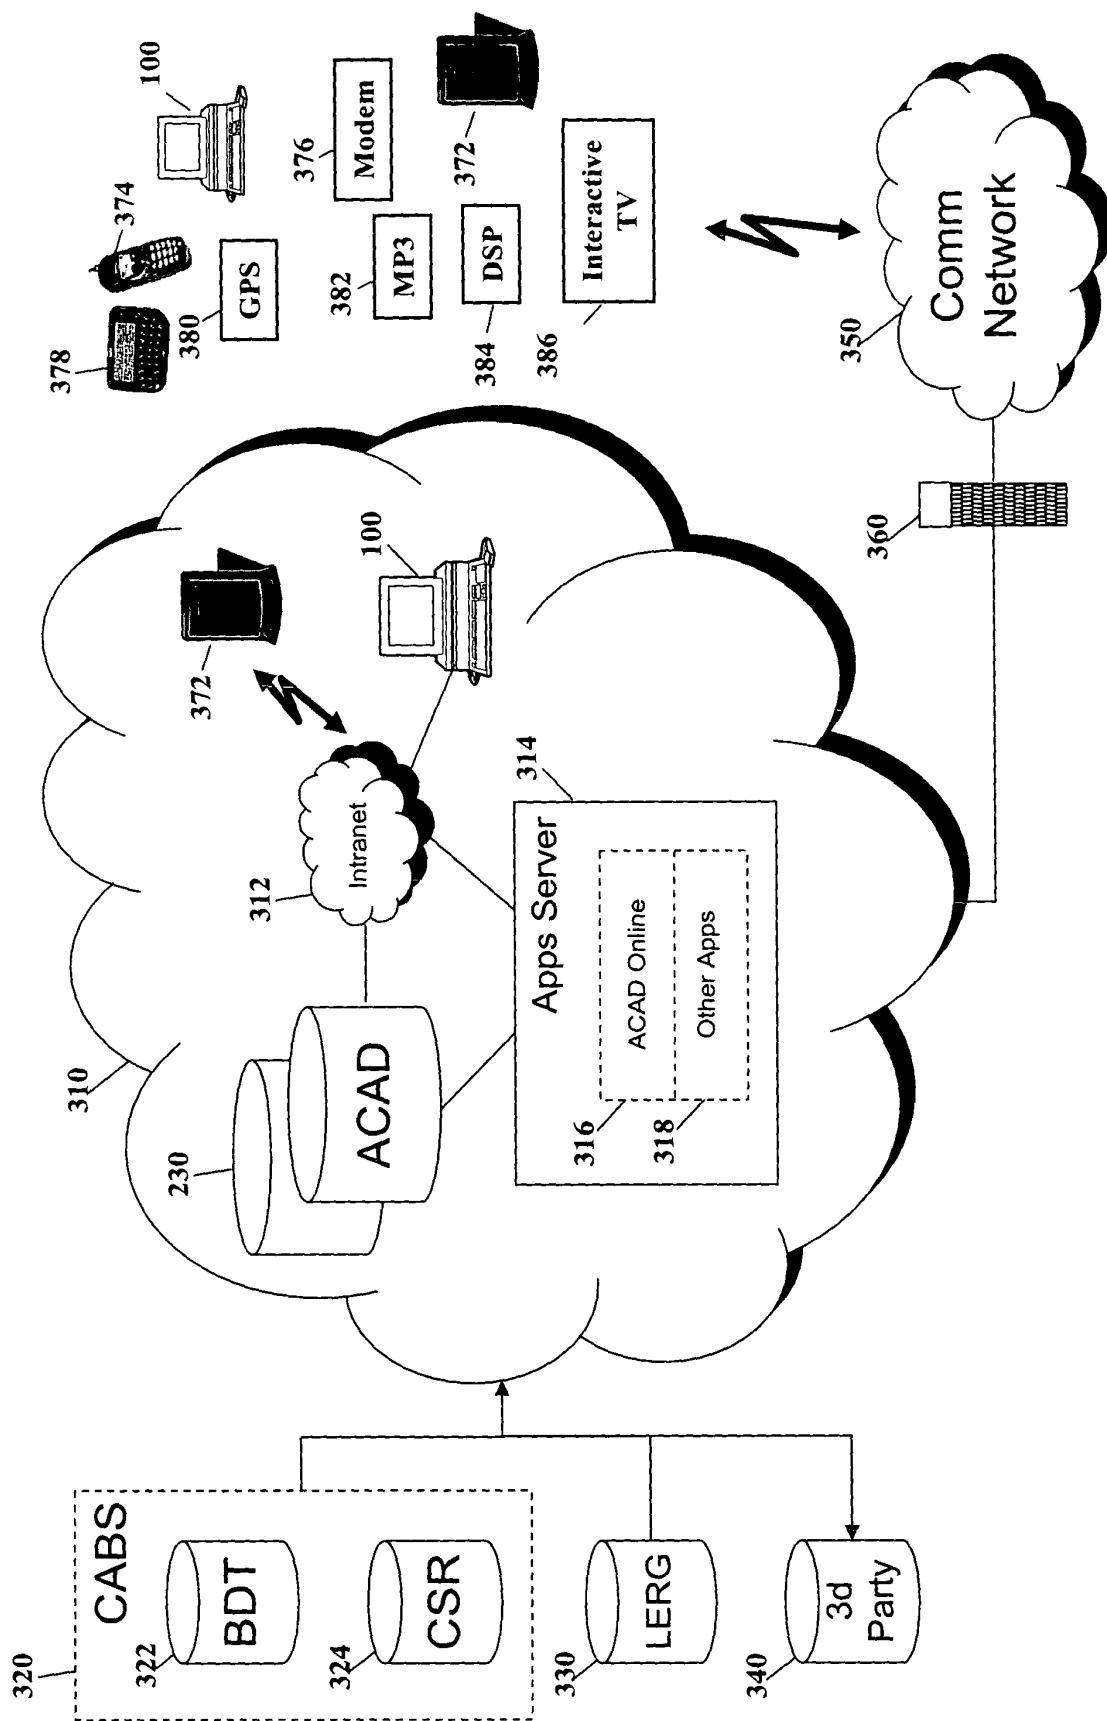 320
CABS
322
BDT
324
CSR
330
LERG
340
3d
Party
310
230
ACAD
312
Intranet
372
100
314
Apps Server
316
ACAD Online
318
Other Apps
360
350
Comm
Network
378
374
100
380
GPS
376
Modem
382
MP3
372
384
DSP
386
Interactive
TV